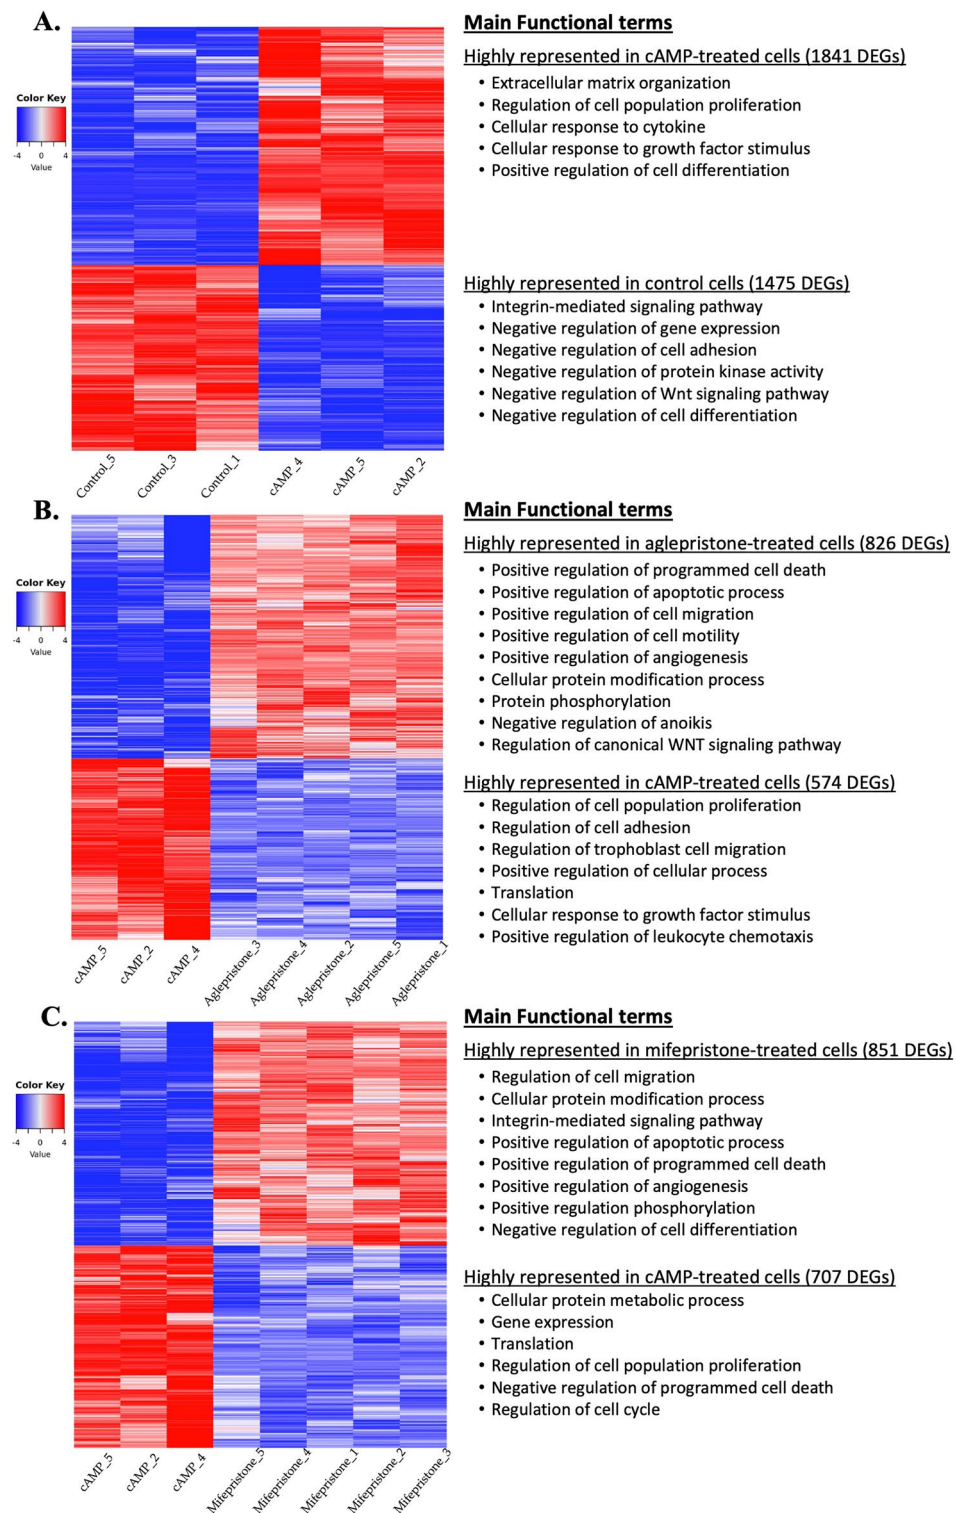 A.
Main Functional terms
Highly represented in cAMP-treated cells (1841 DEGs)
• Extracellular matrix organization
• Regulation of cell population proliferation
• Cellular response to cytokine
• Cellular response to growth factor stimulus
• Positive regulation of cell differentiation
Color Key
-4 0 4
Value
Highly represented in control cells (1475 DEGs)
• Integrin-mediated signaling pathway
• Negative regulation of gene expression
• Negative regulation of cell adhesion
• Negative regulation of protein kinase activity
• Negative regulation of Wnt signaling pathway
• Negative regulation of cell differentiation
Control_5 Control_3 Control_1 cAMP_4 cAMP_5 cAMP_2
B.
Main Functional terms
Highly represented in aglepristone-treated cells (826 DEGs)
• Positive regulation of programmed cell death
• Positive regulation of apoptotic process
• Positive regulation of cell migration
• Positive regulation of cell motility
• Positive regulation of angiogenesis
• Cellular protein modification process
• Protein phosphorylation
• Negative regulation of anoikis
• Regulation of canonical WNT signaling pathway
Color Key
-4 0 4
Value
Highly represented in cAMP-treated cells (574 DEGs)
• Regulation of cell population proliferation
• Regulation of cell adhesion
• Regulation of trophoblast cell migration
• Positive regulation of cellular process
• Translation
• Cellular response to growth factor stimulus
• Positive regulation of leukocyte chemotaxis
cAMP_5 cAMP_2 cAMP_4 Aglepristone_3 Aglepristone_4 Aglepristone_2 Aglepristone_5 Aglepristone_1
C.
Main Functional terms
Highly represented in mifepristone-treated cells (851 DEGs)
• Regulation of cell migration
• Cellular protein modification process
• Integrin-mediated signaling pathway
• Positive regulation of apoptotic process
• Positive regulation of programmed cell death
• Positive regulation of angiogenesis
• Positive regulation phosphorylation
• Negative regulation of cell differentiation
Color Key
-4 0 4
Value
Highly represented in cAMP-treated cells (707 DEGs)
• Cellular protein metabolic process
• Gene expression
• Translation
• Regulation of cell population proliferation
• Negative regulation of programmed cell death
• Regulation of cell cycle
cAMP_5 cAMP_2 cAMP_4 Mifepristone_5 Mifepristone_4 Mifepristone_1 Mifepristone_2 Mifepristone_3